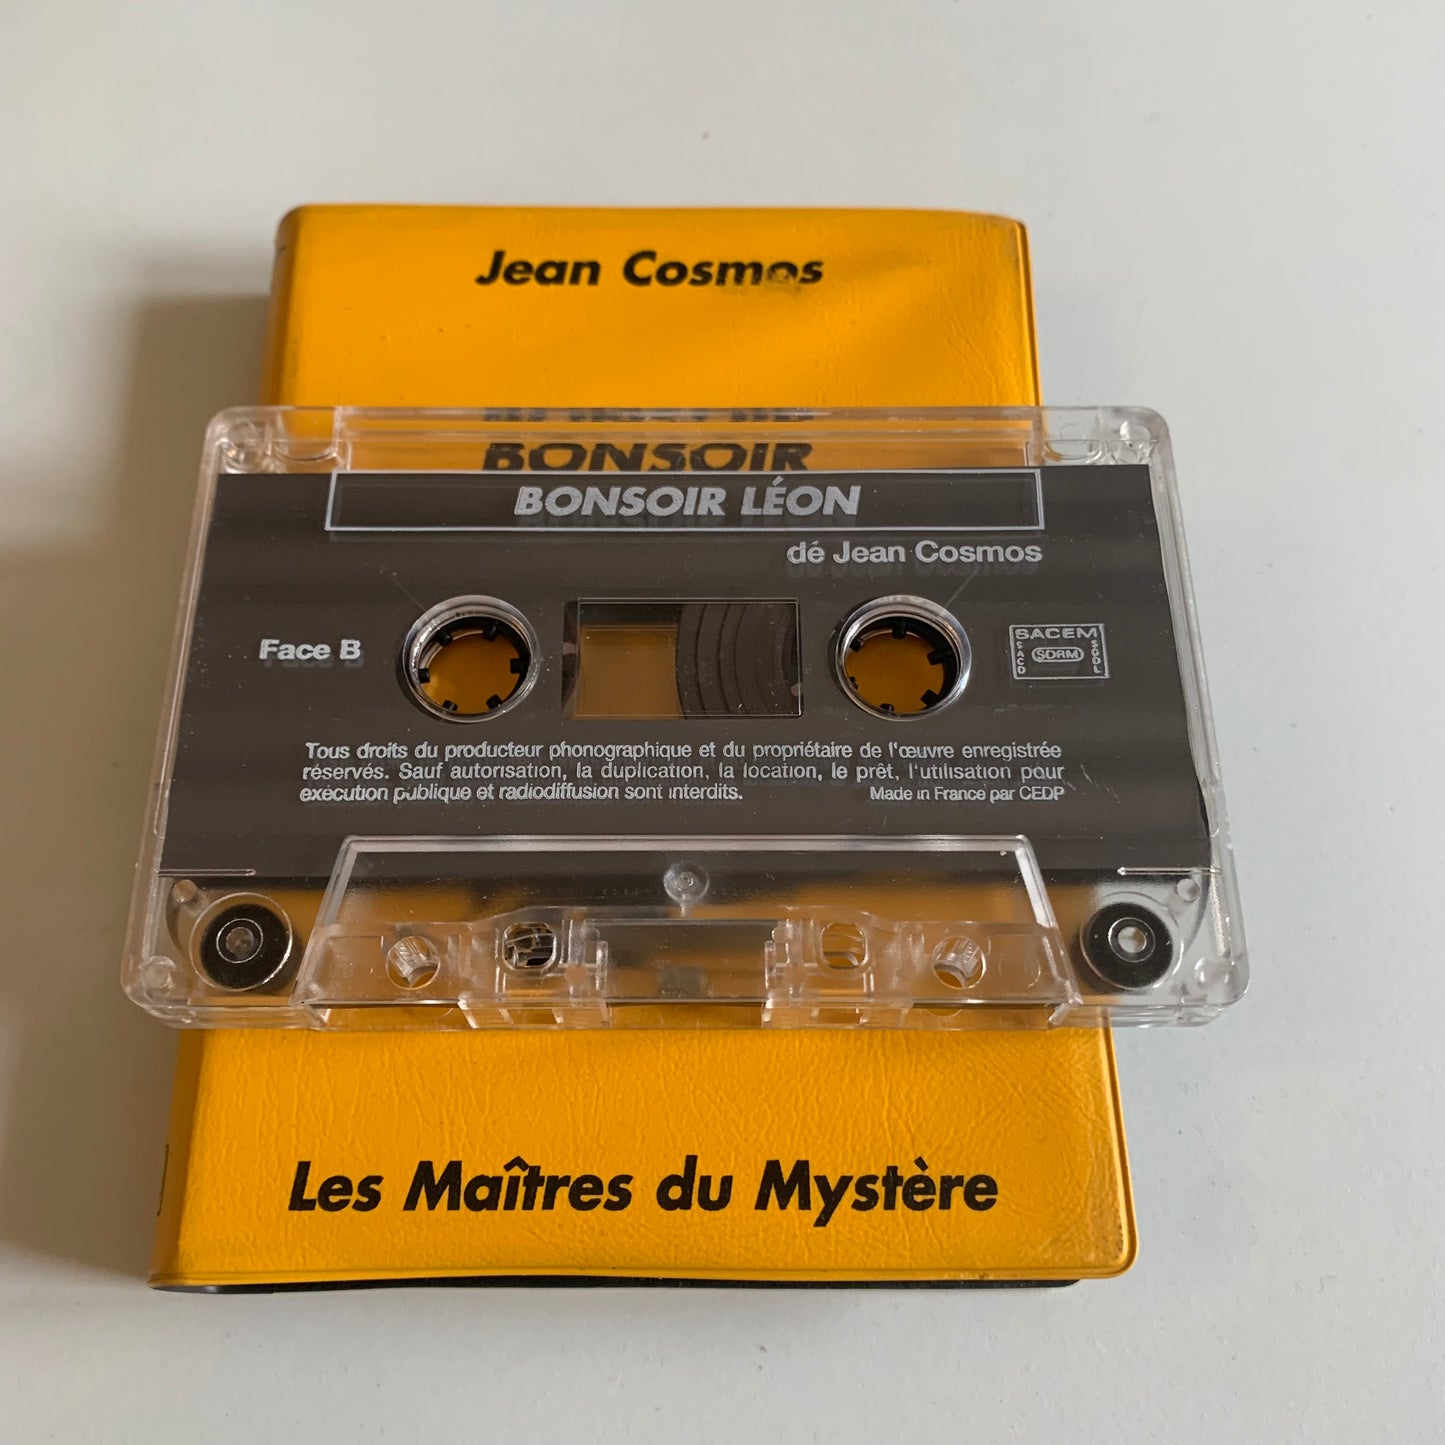 Jean Cosmos
BONSOIR
BONSOIR LÉON
dé Jean Cosmos
Face B
SACEM
SACD
SDRM
SGDL
Tous droits du producteur phonographique et du propriétaire de l'œuvre enregistrée
réservés. Sauf autorisation, la duplication, la location, le prêt, l'utilisation pour
exécution publique et radiodiffusion sont interdits.
Made in France par CEDP
Les Maîtres du Mystère